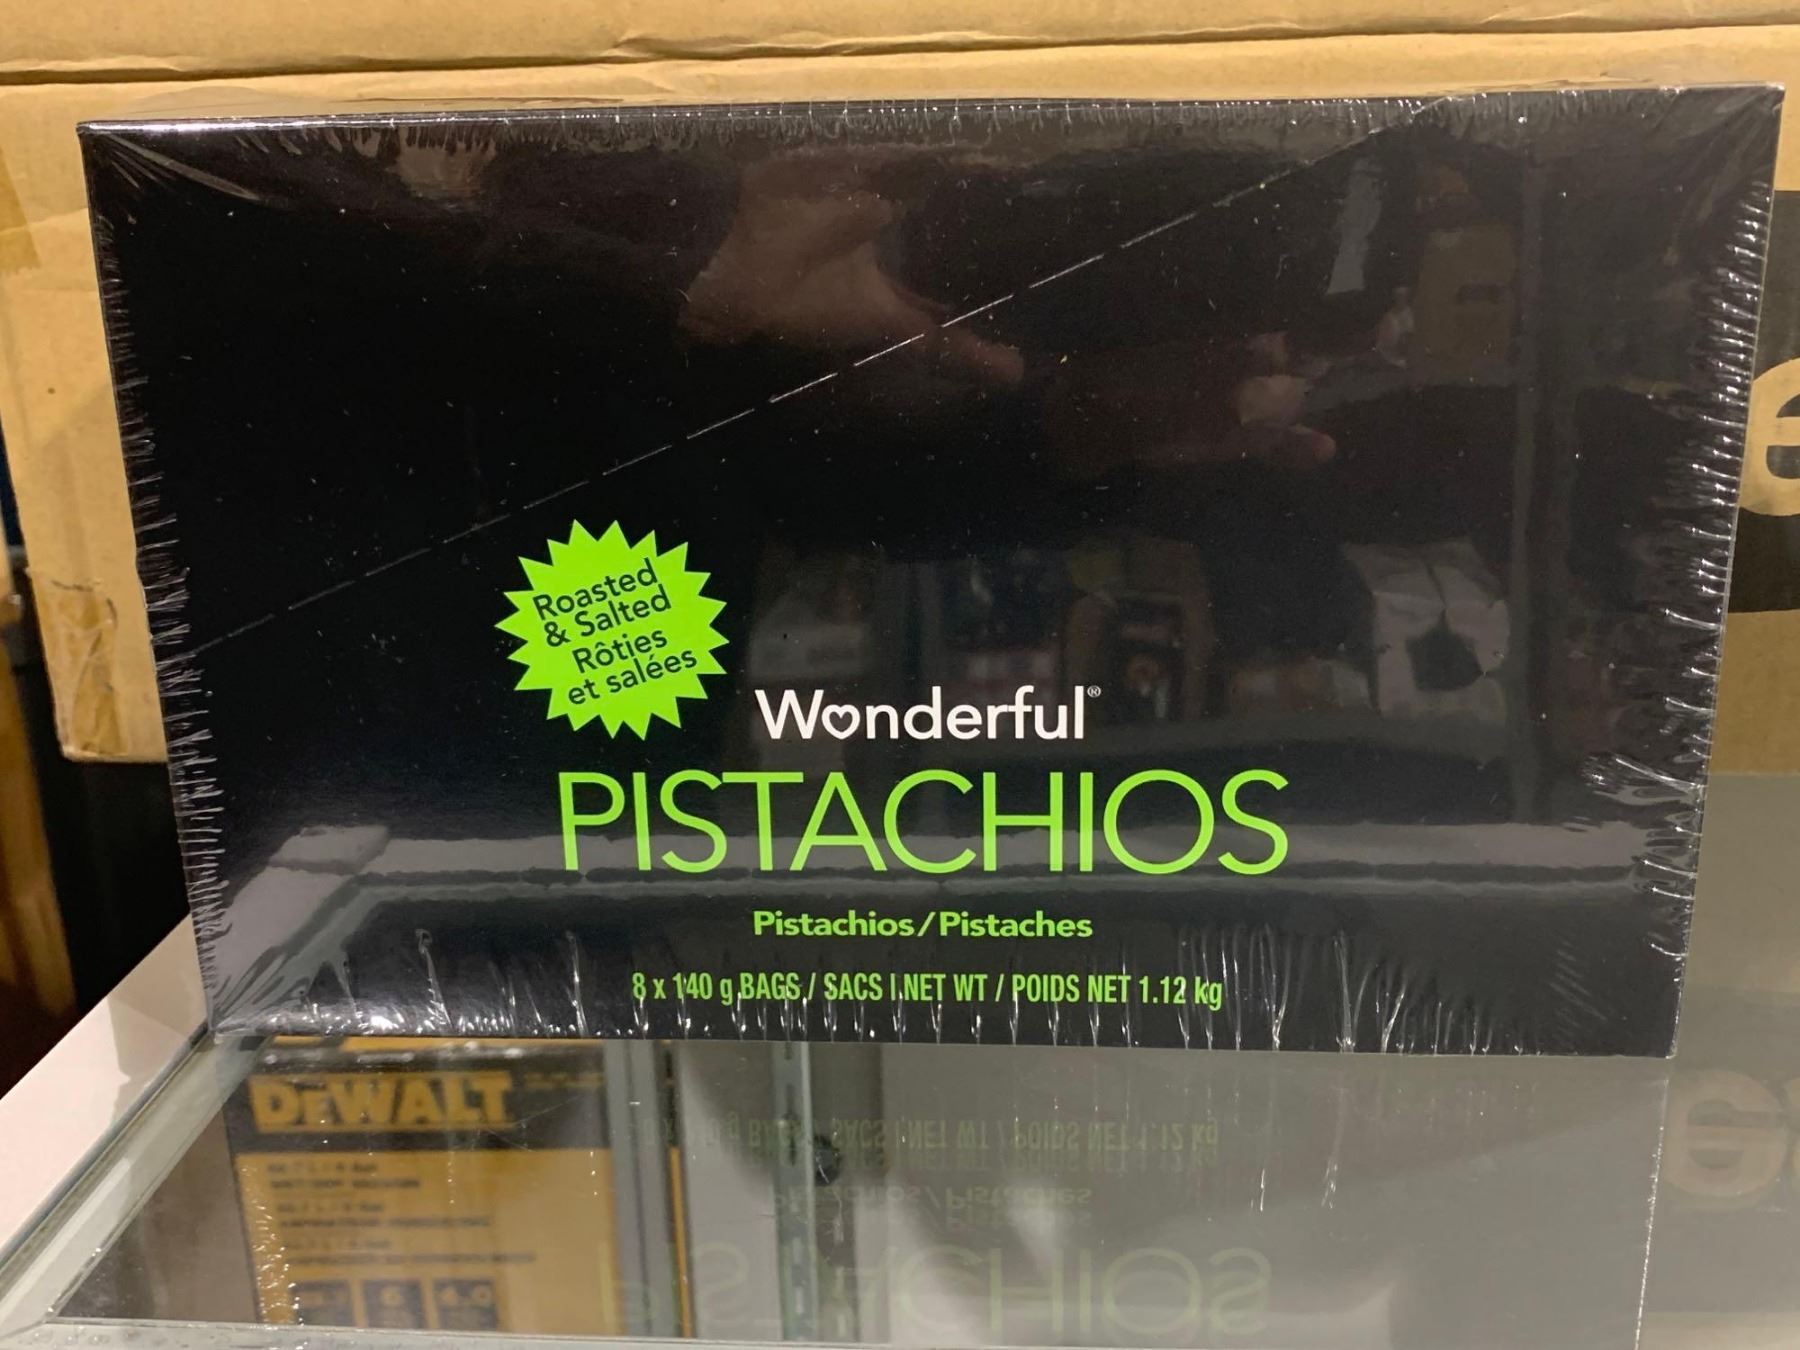 Roasted
& Salted
Rôties
et salées
Wonderful®
PISTACHIOS
Pistachios/Pistaches
8 x 140 g BAGS / SACS | NET WT / POIDS NET 1.12 kg
DEWALT